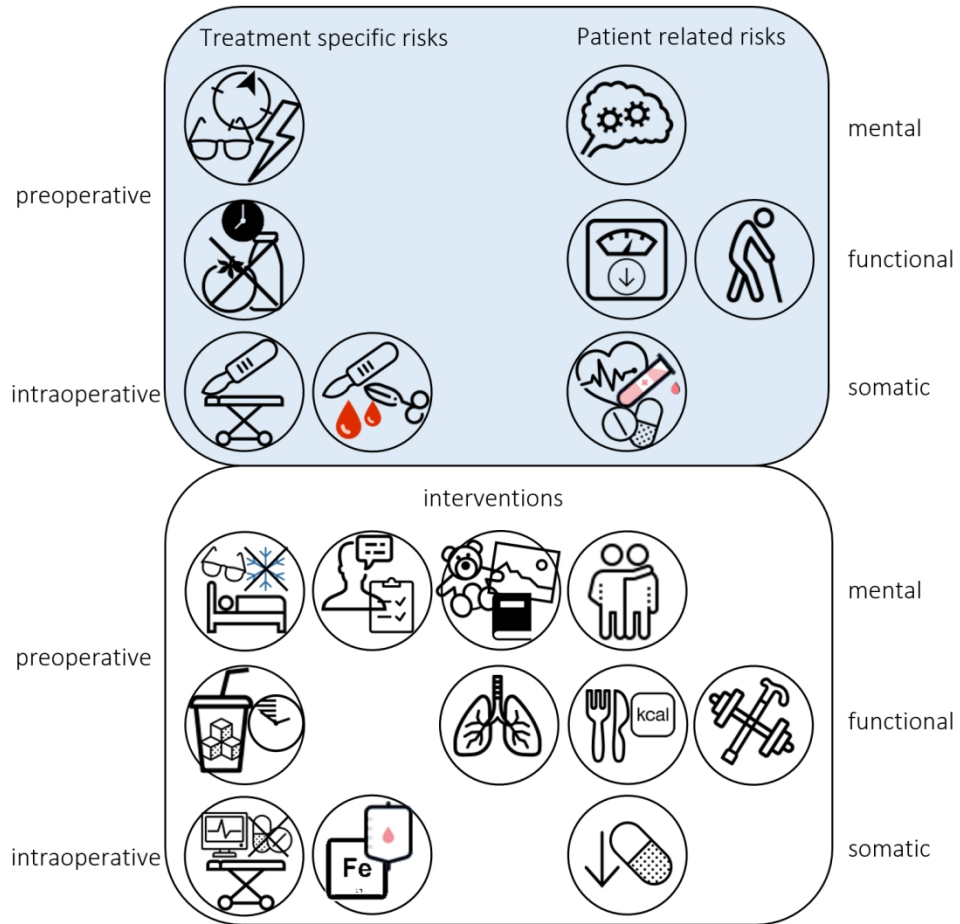 Treatment specific risks
Patient related risks
mental
preoperative
functional
intraoperative
somatic
interventions
mental
preoperative
kcal
functional
Fe
intraoperative
somatic